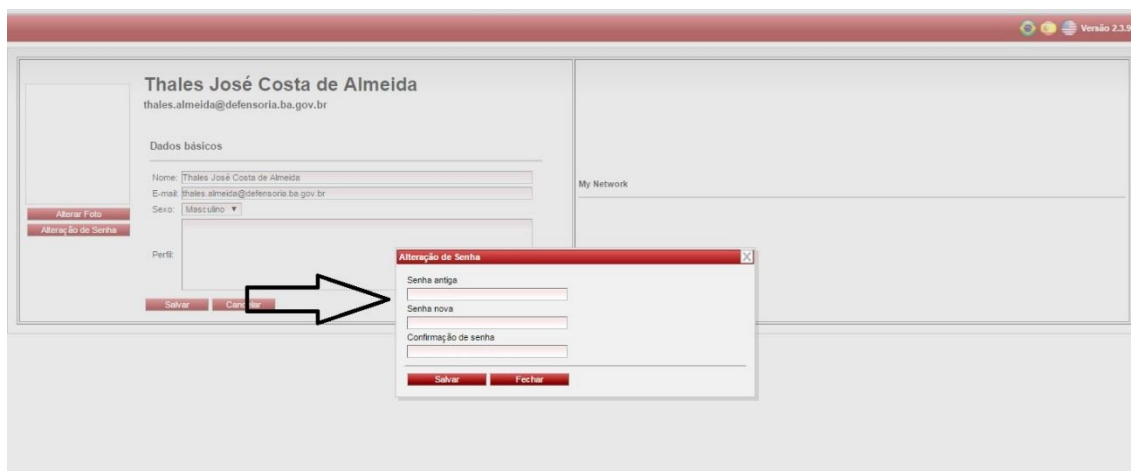 Versão 2.3.9
Thales José Costa de Almeida
thales.almeida@defensoria.ba.gov.br
Dados básicos
Nome: Thales José Costa de Almeida
E-mail: thales.almeida@defensoria.ba.gov.br
Sexo: Masculino
Perfil:
Alterar Foto
Alteração de Senha
Salvar Cancelar
My Network
Alteração de Senha X
Senha antiga
Senha nova
Confirmação de senha
Salvar Fechar